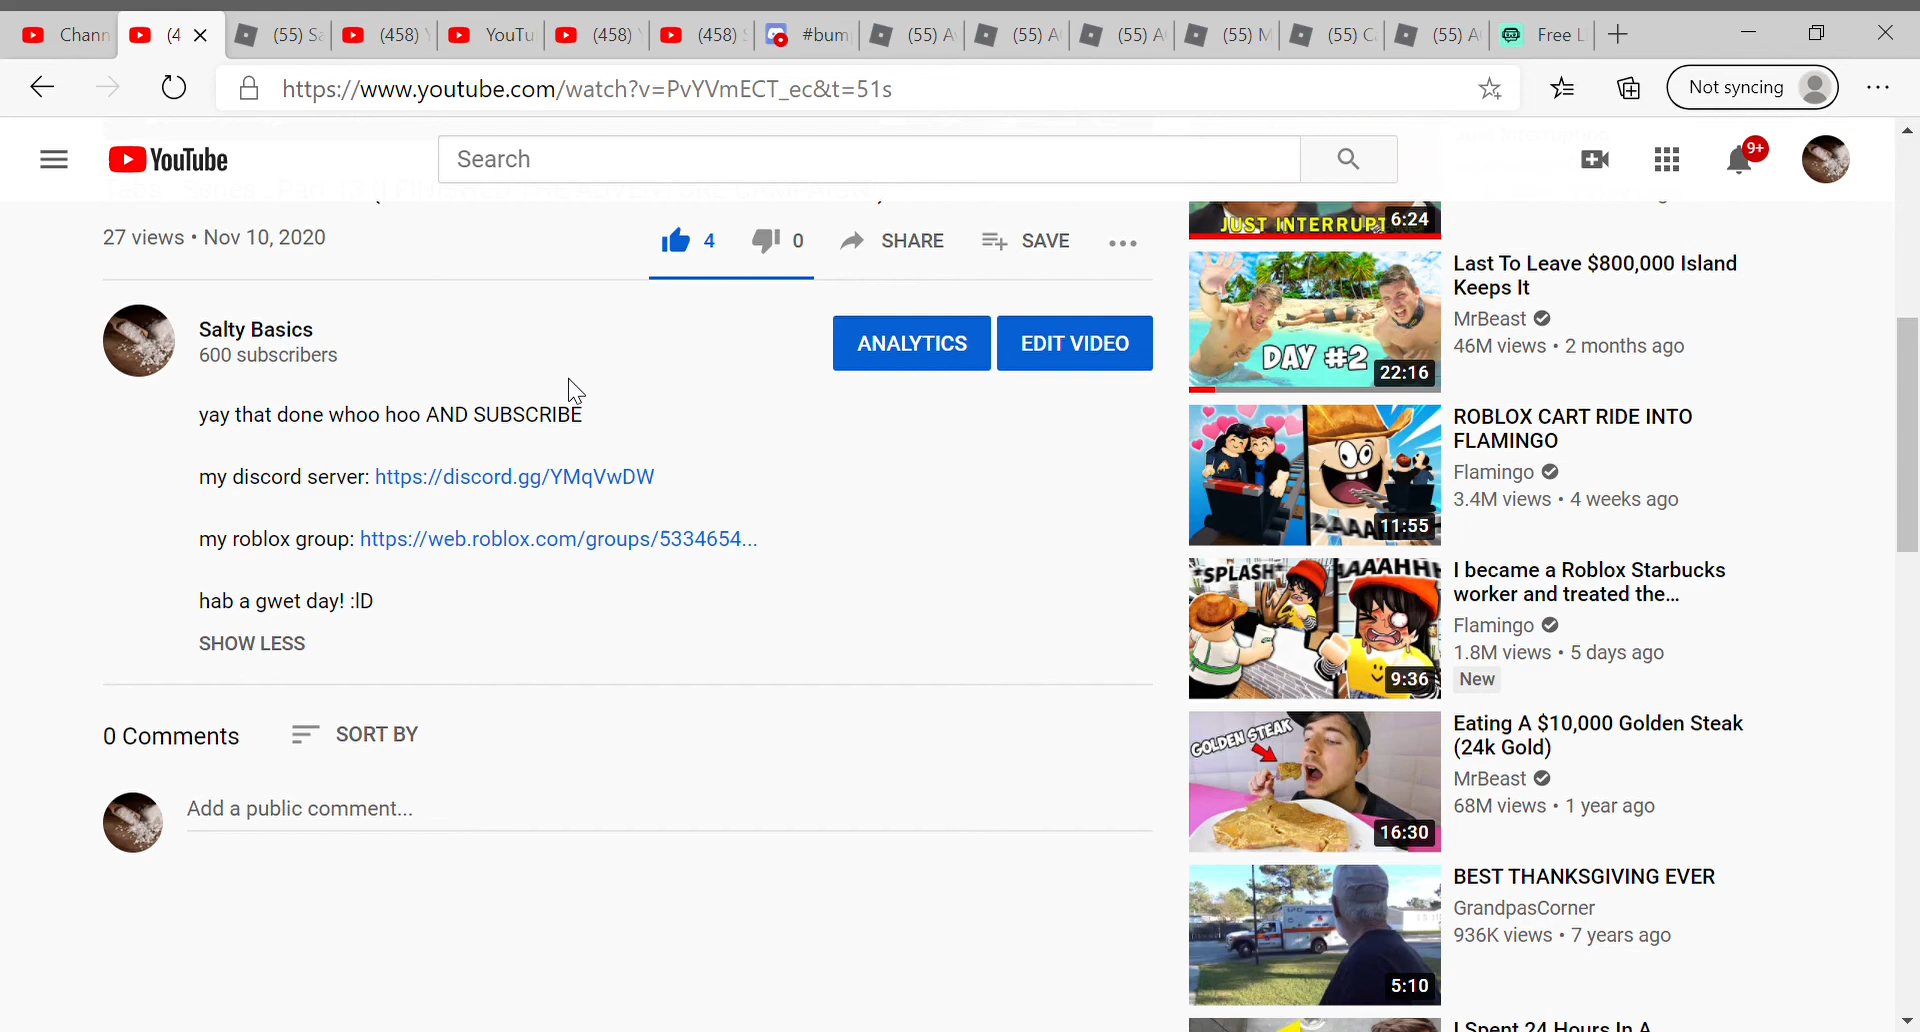 Chann
(4
(55) Sa
(458) Y
YouTu
(458)
(458) S
#bum
(55) A
(55) A
(55) A
(55) M
(55) C
(55) A
Free L
https://www.youtube.com/watch?v=PvYVmECT_ec&t=51s
Not syncing
YouTube
Search
9+
27 views • Nov 10, 2020
4
0
SHARE
SAVE
Salty Basics
600 subscribers
ANALYTICS
EDIT VIDEO
yay that done whoo hoo AND SUBSCRIBE
my discord server: https://discord.gg/YMqVwDW
my roblox group: https://web.roblox.com/groups/5334654...
hab a gwet day! :lD
SHOW LESS
0 Comments
SORT BY
Add a public comment...
JUST INTERRUPT
6:24
DAY #2
22:16
Last To Leave $800,000 Island
Keeps It
MrBeast
46M views • 2 months ago
AAAA
11:55
ROBLOX CART RIDE INTO
FLAMINGO
Flamingo
3.4M views • 4 weeks ago
*SPLASH*
AAAHHH
9:36
I became a Roblox Starbucks
worker and treated the...
Flamingo
1.8M views • 5 days ago
New
GOLDEN STEAK
16:30
Eating A $10,000 Golden Steak
(24k Gold)
MrBeast
68M views • 1 year ago
5:10
BEST THANKSGIVING EVER
GrandpasCorner
936K views • 7 years ago
I Spent 24 Hours In A